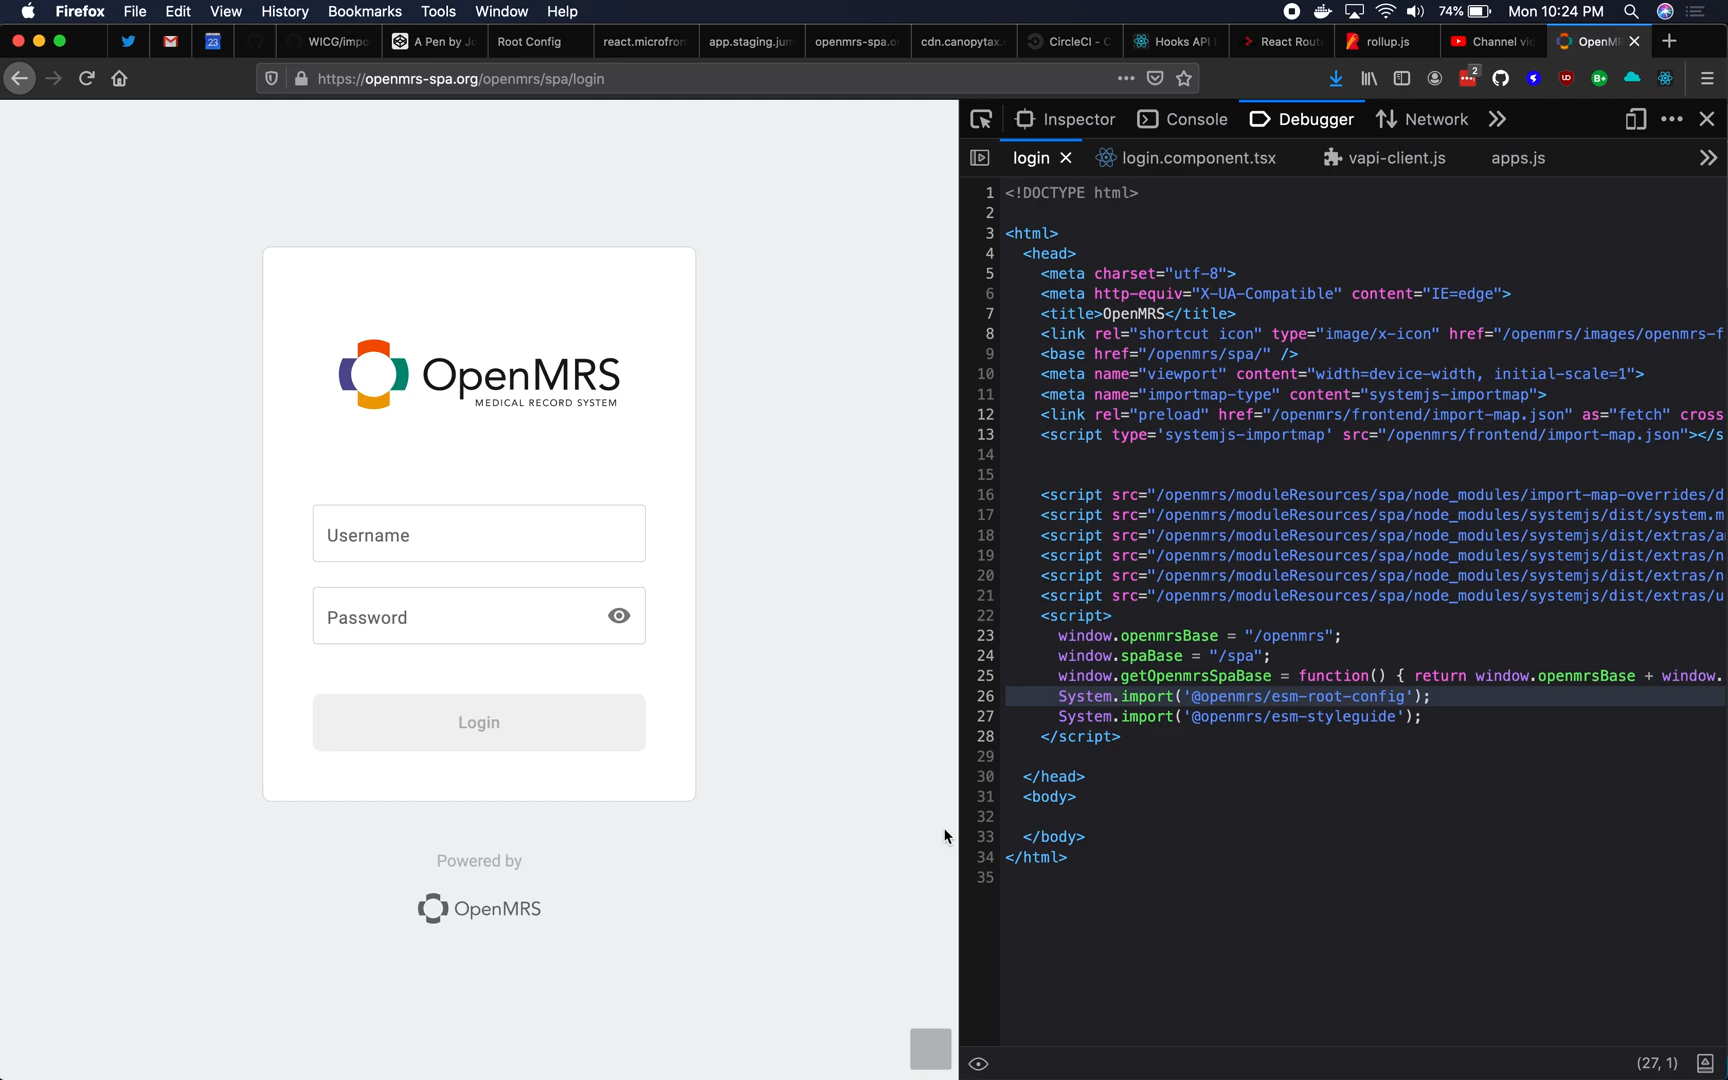 Firefox File Edit View History Bookmarks Tools Window Help 74% Mon 10:24 PM
23 WICG/impo A Pen by Jo Root Config react.microfron app.staging.jum openmrs-spa.o cdn.canopytax. CircleCI - C Hooks API F React Rout rollup.js Channel vid OpenMR
https://openmrs-spa.org/openmrs/spa/login 2
Inspector Console Debugger Network
login login.component.tsx vapi-client.js apps.js
1 <!DOCTYPE html>
2
3 <html>
4 <head>
5 <meta charset="utf-8">
6 <meta http-equiv="X-UA-Compatible" content="IE=edge">
7 <title>OpenMRS</title>
8 <link rel="shortcut icon" type="image/x-icon" href="/openmrs/images/openmrs-f
9 <base href="/openmrs/spa/" />
10 <meta name="viewport" content="width=device-width, initial-scale=1">
11 <meta name="importmap-type" content="systemjs-importmap">
12 <link rel="preload" href="/openmrs/frontend/import-map.json" as="fetch" cross
13 <script type='systemjs-importmap' src="/openmrs/frontend/import-map.json"></s
14
15
16 <script src="/openmrs/moduleResources/spa/node_modules/import-map-overrides/d
17 <script src="/openmrs/moduleResources/spa/node_modules/systemjs/dist/system.m
18 <script src="/openmrs/moduleResources/spa/node_modules/systemjs/dist/extras/a
19 <script src="/openmrs/moduleResources/spa/node_modules/systemjs/dist/extras/n
20 <script src="/openmrs/moduleResources/spa/node_modules/systemjs/dist/extras/n
21 <script src="/openmrs/moduleResources/spa/node_modules/systemjs/dist/extras/u
22 <script>
23 window.openmrsBase = "/openmrs";
24 window.spaBase = "/spa";
25 window.getOpenmrsSpaBase = function() { return window.openmrsBase + window.
26 System.import('@openmrs/esm-root-config');
27 System.import('@openmrs/esm-styleguide');
28 </script>
29
30 </head>
31 <body>
32
33 </body>
34 </html>
35
(27, 1)
OpenMRS
MEDICAL RECORD SYSTEM
Username
Password
Login
Powered by
OpenMRS